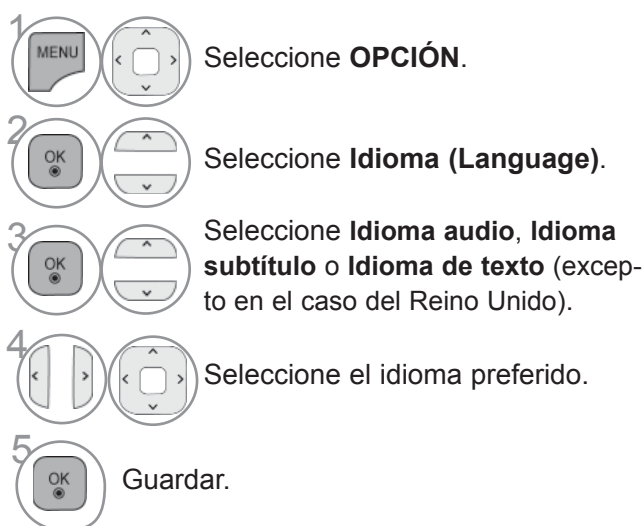 1
MENU
Seleccione OPCIÓN.
2
OK
Seleccione Idioma (Language).
3
OK
Seleccione Idioma audio, Idioma
subtítulo o Idioma de texto (excep-
to en el caso del Reino Unido).
4
Seleccione el idioma preferido.
5
OK
Guardar.